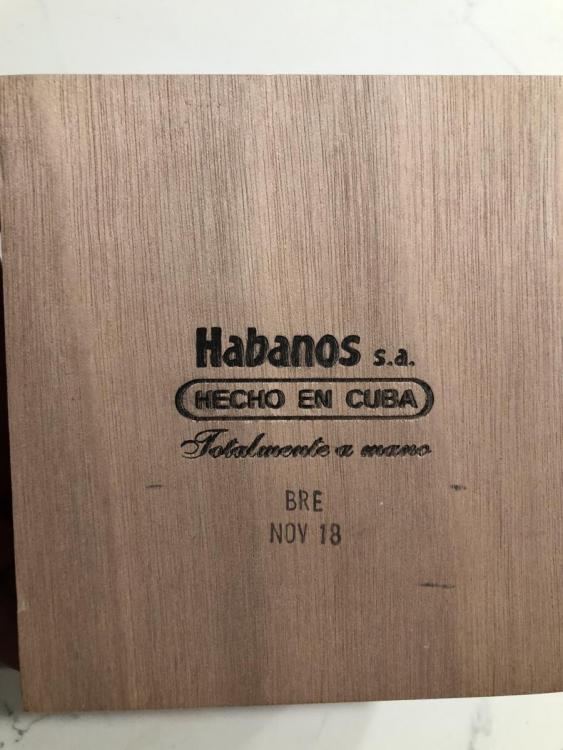 Habanos s.a.
HECHO EN CUBA
Totalmente a mano
BRE
NOV 18